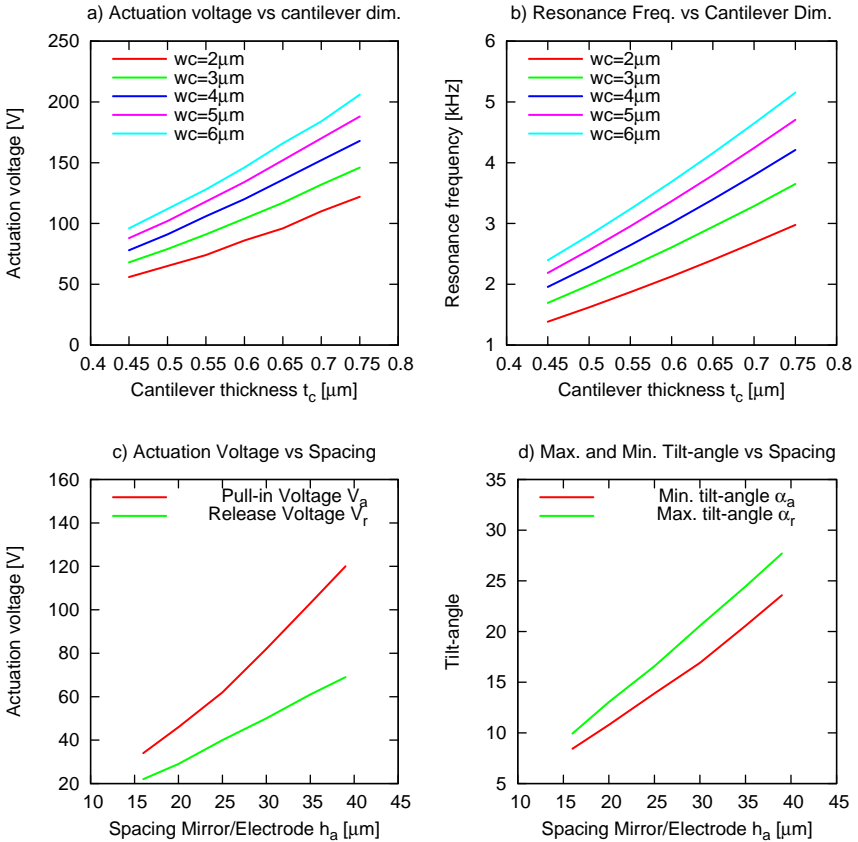 a) Actuation voltage vs cantilever dim.
250
200
150
100
50
0
0.4 0.45 0.5 0.55 0.6 0.65 0.7 0.75 0.8
Actuation voltage [V]
Cantilever thickness t_c [μm]
wc=2μm
wc=3μm
wc=4μm
wc=5μm
wc=6μm
b) Resonance Freq. vs Cantilever Dim.
6
5
4
3
2
1
0.4 0.45 0.5 0.55 0.6 0.65 0.7 0.75 0.8
Resonance frequency [kHz]
Cantilever thickness t_c [μm]
wc=2μm
wc=3μm
wc=4μm
wc=5μm
wc=6μm
c) Actuation Voltage vs Spacing
160
140
120
100
80
60
40
20
10 15 20 25 30 35 40 45
Actuation voltage [V]
Spacing Mirror/Electrode h_a [μm]
Pull-in Voltage V_a
Release Voltage V_r
d) Max. and Min. Tilt-angle vs Spacing
35
30
25
20
15
10
5
10 15 20 25 30 35 40 45
Tilt-angle
Spacing Mirror/Electrode h_a [μm]
Min. tilt-angle α_a
Max. tilt-angle α_r